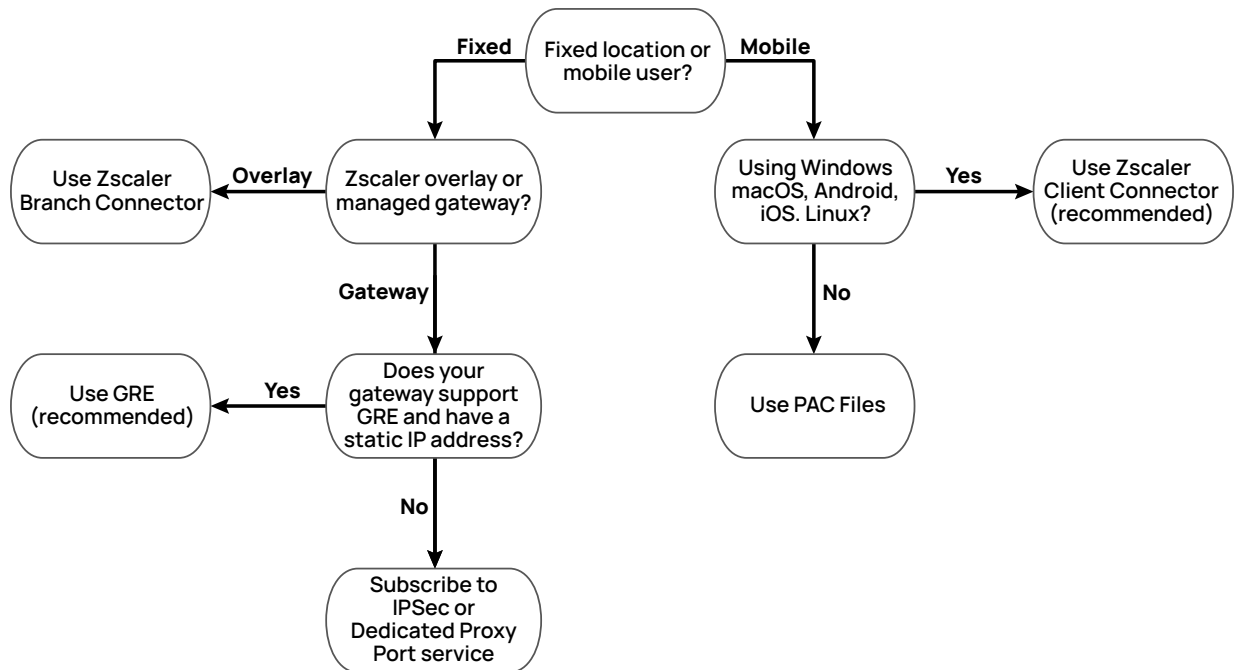 Fixed
Fixed location or
mobile user?
Mobile
Use Zscaler
Branch Connector
Overlay
Zscaler overlay or
managed gateway?
Using Windows
macOS, Android,
iOS. Linux?
Yes
Use Zscaler
Client Connector
(recommended)
Gateway
No
Use GRE
(recommended)
Yes
Does your
gateway support
GRE and have a
static IP address?
Use PAC Files
No
Subscribe to
IPSec or
Dedicated Proxy
Port service